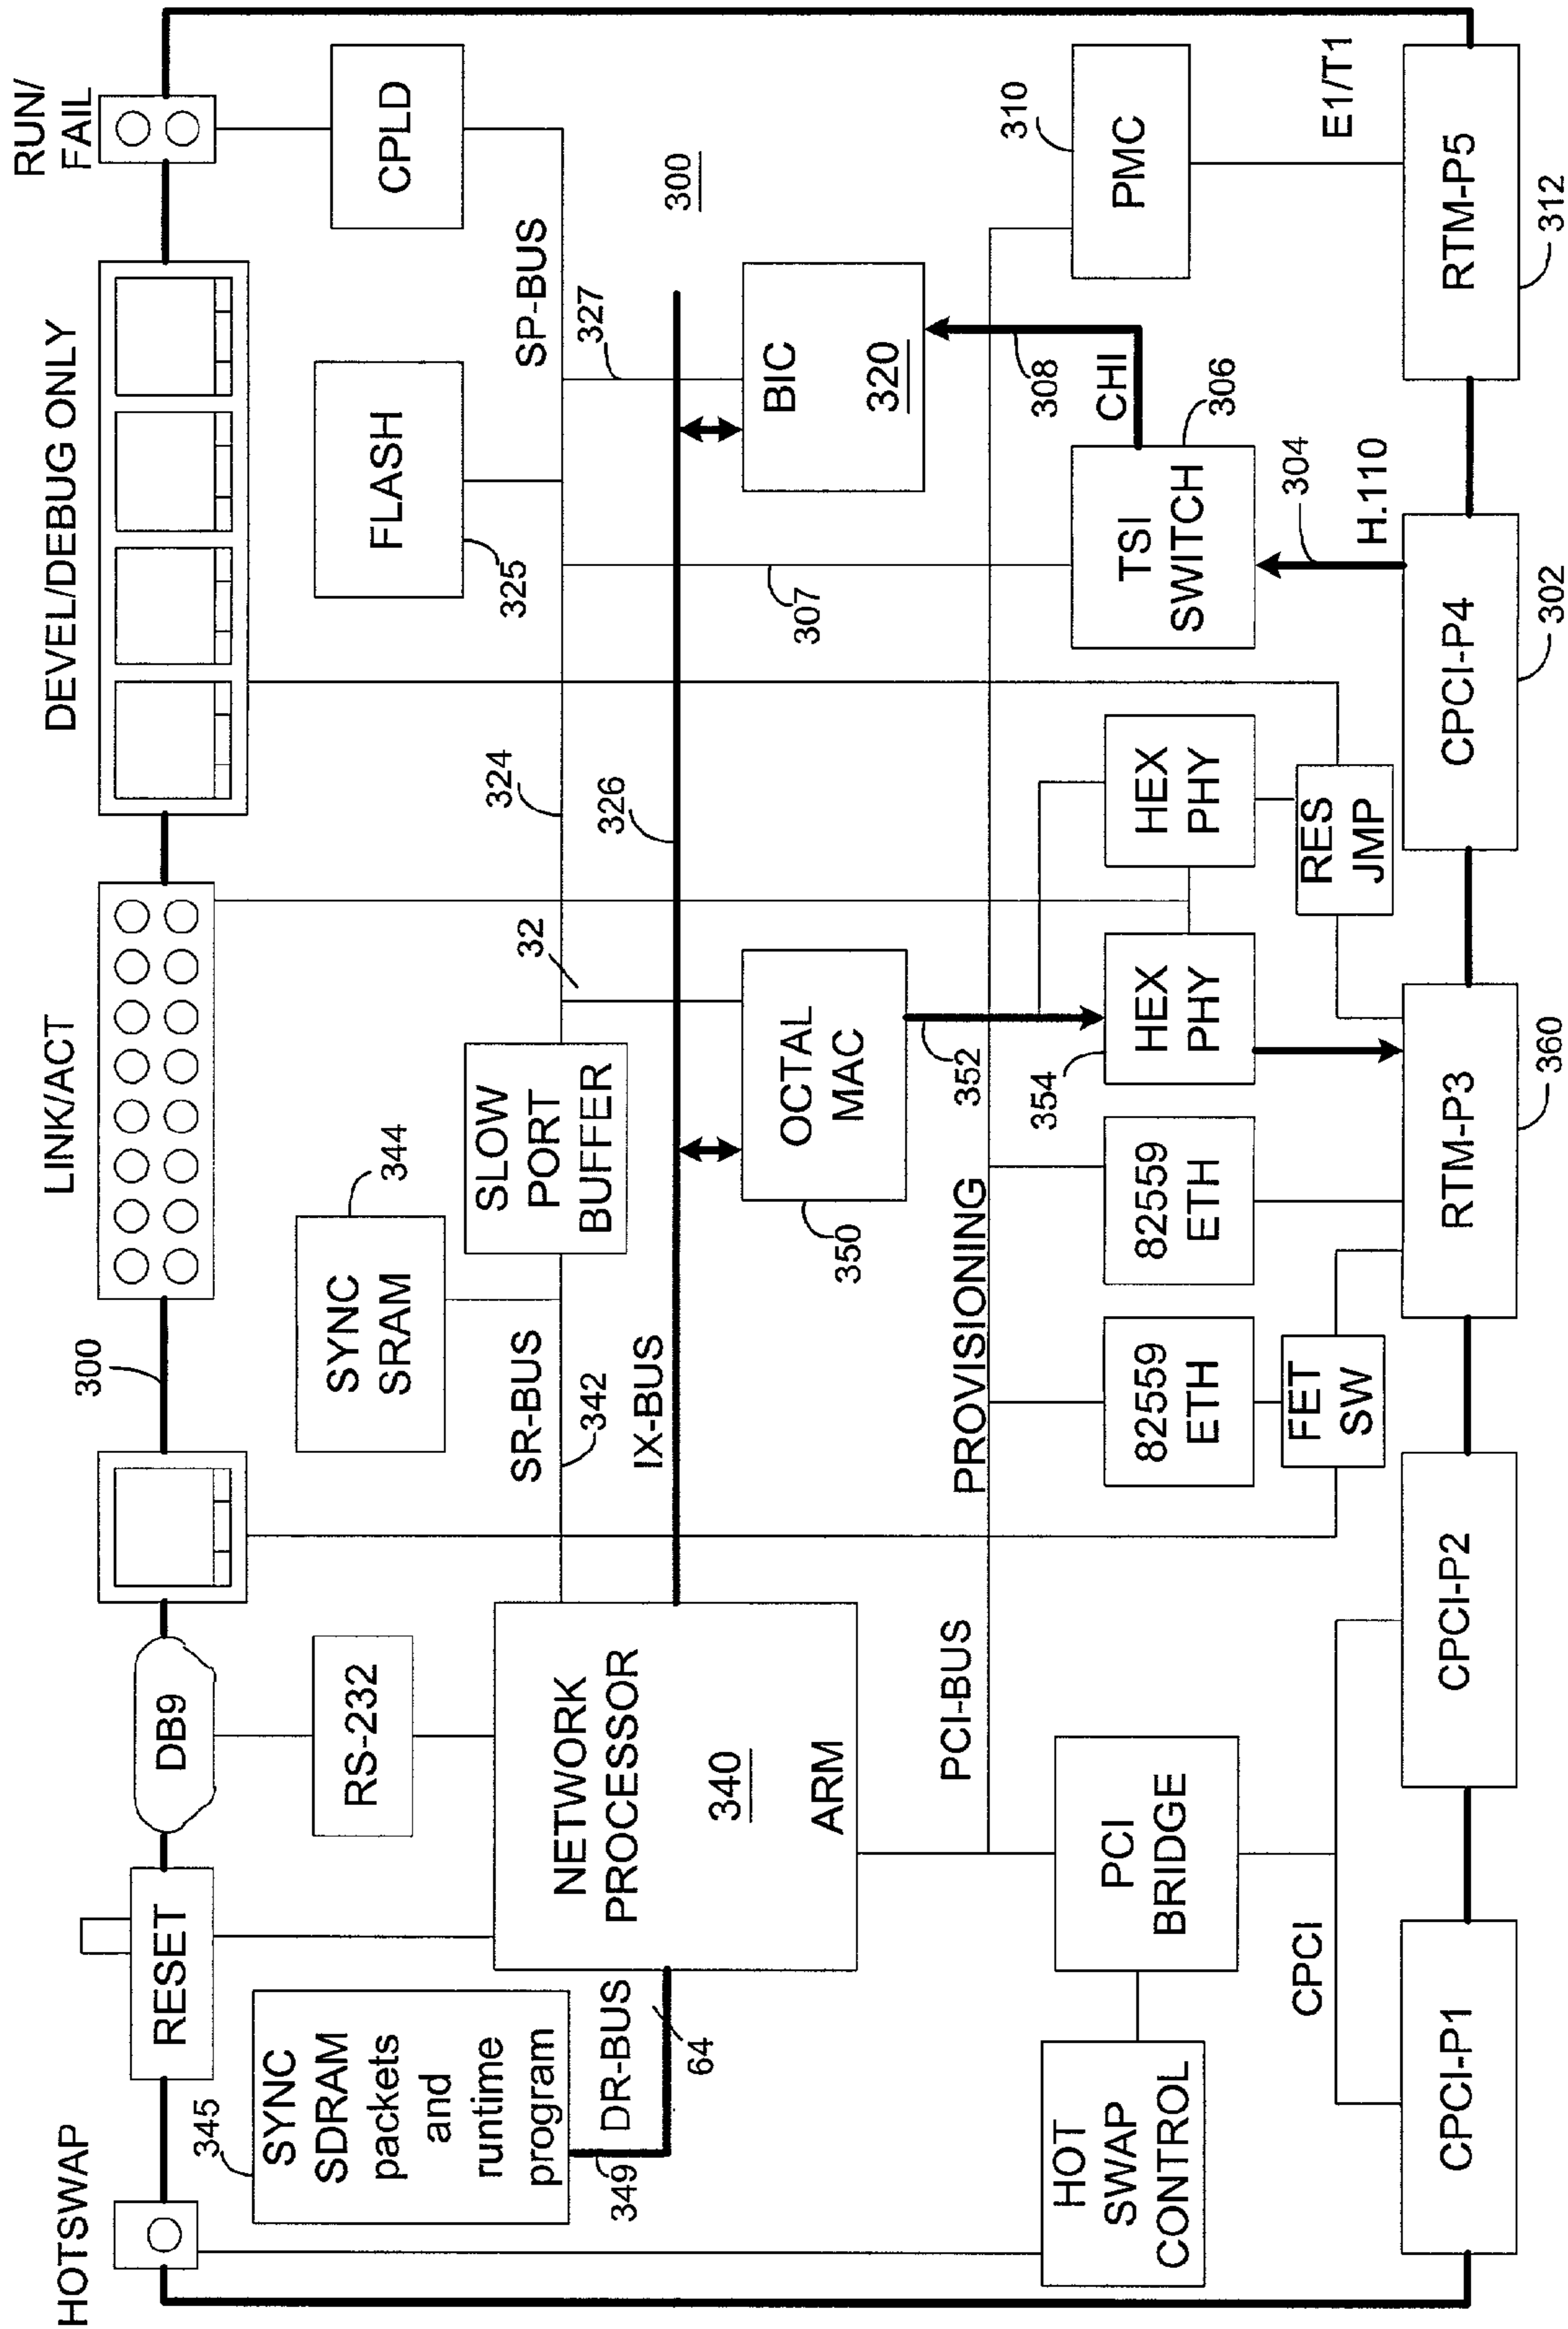 HOTSWAP
RESET
DB9
300
LINK/ACT
DEVEL/DEBUG ONLY
RUN/
FAIL
345
SYNC
SDRAM
packets
and
runtime
program
349
DR-BUS
64
RS-232
NETWORK
PROCESSOR
340
ARM
SYNC
SRAM
344
SR-BUS
342
IX-BUS
SLOW
PORT
BUFFER
32
324
326
FLASH
325
SP-BUS
327
CPLD
300
OCTAL
MAC
350
352
BIC
320
308
CHI
307
TSI
SWITCH
306
304
H.110
PMC
310
E1/T1
PCI-BUS
PROVISIONING
HOT
SWAP
CONTROL
PCI
BRIDGE
CPCI
82559
ETH
FET
SW
82559
ETH
354
HEX
PHY
HEX
PHY
RES
JMP
CPCI-P1
CPCI-P2
RTM-P3
360
CPCI-P4
302
RTM-P5
312